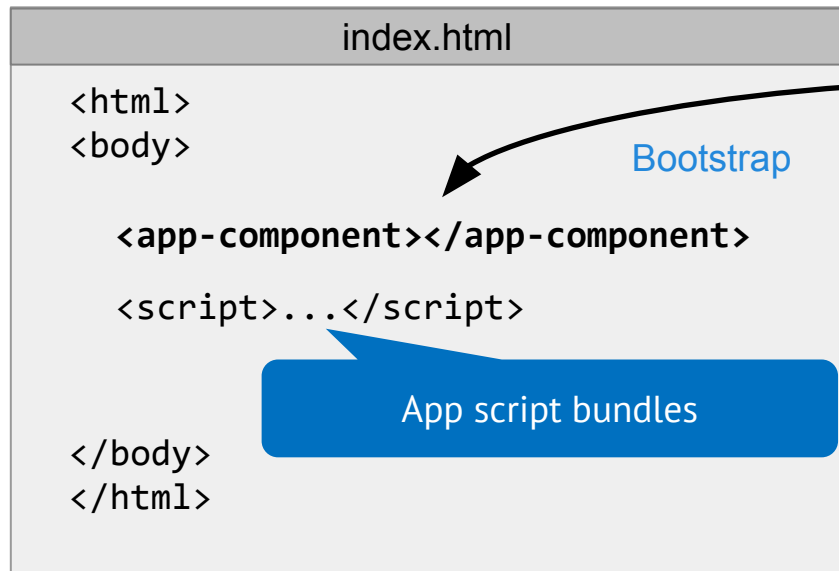 index.html
<html>
<body>
Bootstrap
<app-component></app-component>
<script>...</script>
App script bundles
</body>
</html>